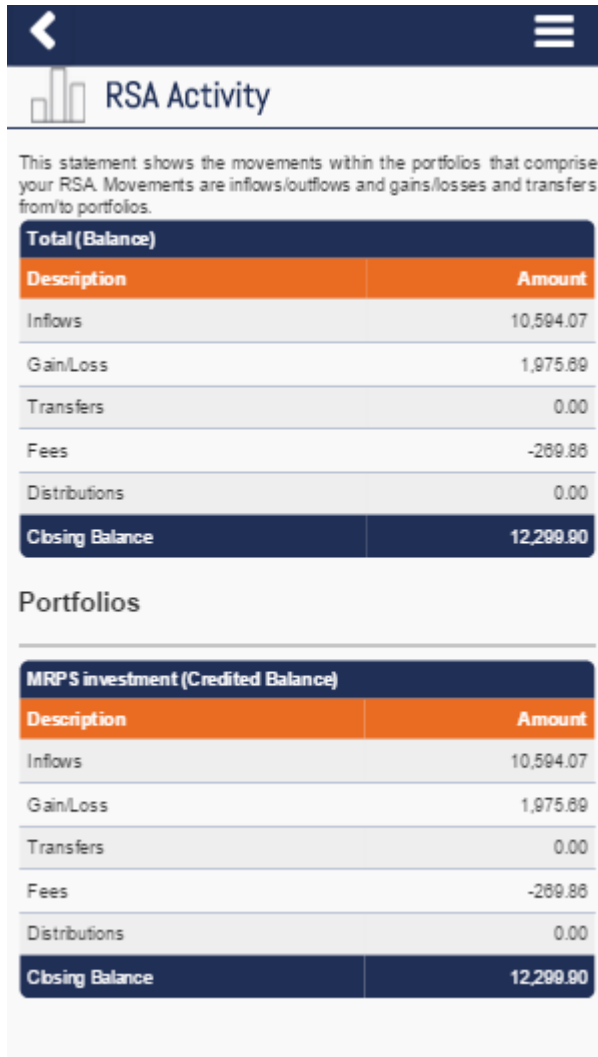 RSA Activity
This statement shows the movements within the portfolios that comprise
your RSA. Movements are inflows/outflows and gains/losses and transfers
from/to portfolios.
Total (Balance)
Description Amount
Inflows 10,594.07
Gain/Loss 1,975.69
Transfers 0.00
Fees -269.86
Distributions 0.00
Closing Balance 12,299.90
Portfolios
MRPS investment (Credited Balance)
Description Amount
Inflows 10,594.07
Gain/Loss 1,975.69
Transfers 0.00
Fees -269.86
Distributions 0.00
Closing Balance 12,299.90